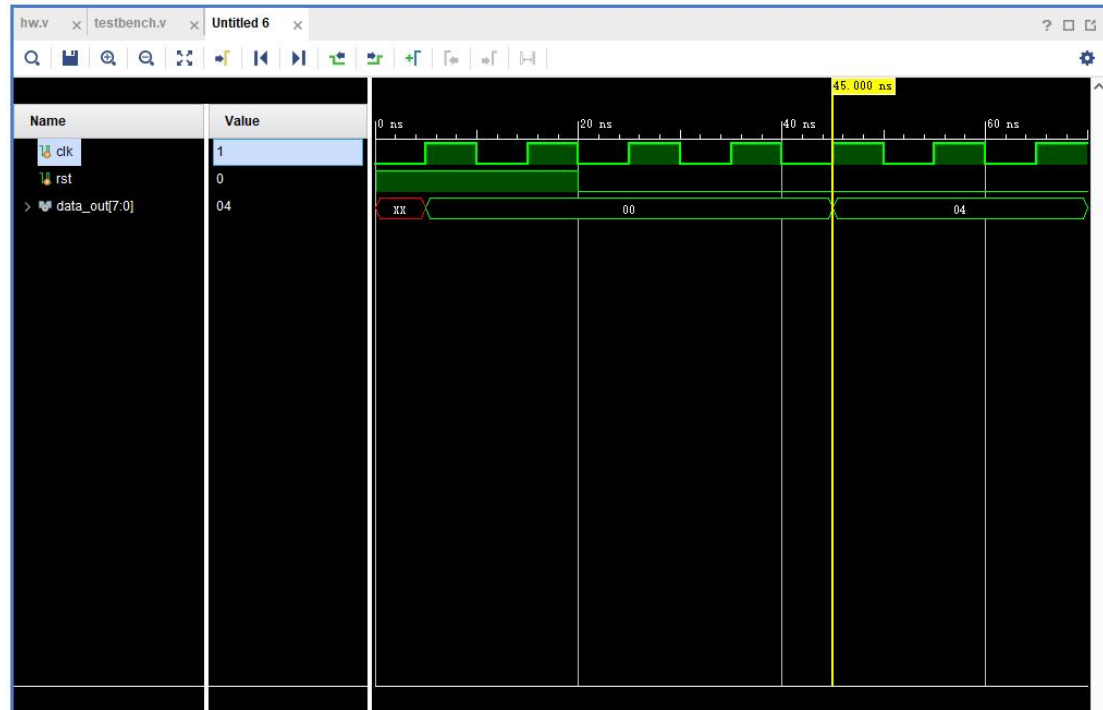 hw.v × testbench.v × Untitled 6 ×
45.000 ns
Name Value
0 ns 20 ns 40 ns 60 ns
clk 1
rst 0
data_out[7:0] 04 XX 00 04